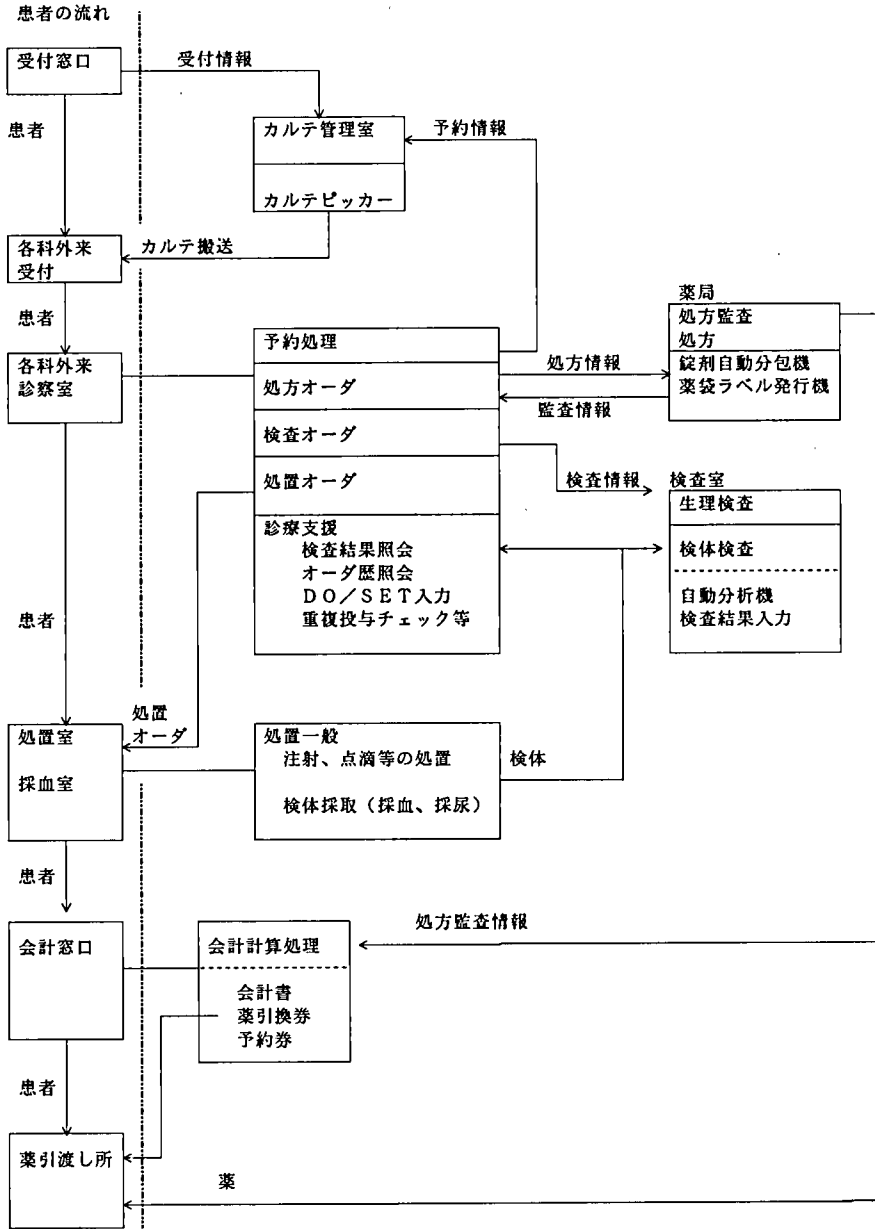 患者の流れ
受付窓口
受付情報
患者
カルテ管理室
予約情報
カルテピッカー
各科外来
受付
カルテ搬送
患者
薬局
処方監査
処方
錠剤自動分包機
薬袋ラベル発行機
各科外来
診察室
予約処理
処方オーダ
検査オーダ
処置オーダ
処方情報
監査情報
検査情報
検査室
生理検査
検体検査
自動分析機
検査結果入力
診療支援
検査結果照会
オーダ歴照会
DO/SET入力
重複投与チェック等
患者
処置
オーダ
処置室
採血室
処置一般
注射、点滴等の処置
検体採取(採血、採尿)
検体
患者
会計窓口
会計計算処理
処方監査情報
会計書
薬引換券
予約券
患者
薬引渡し所
薬